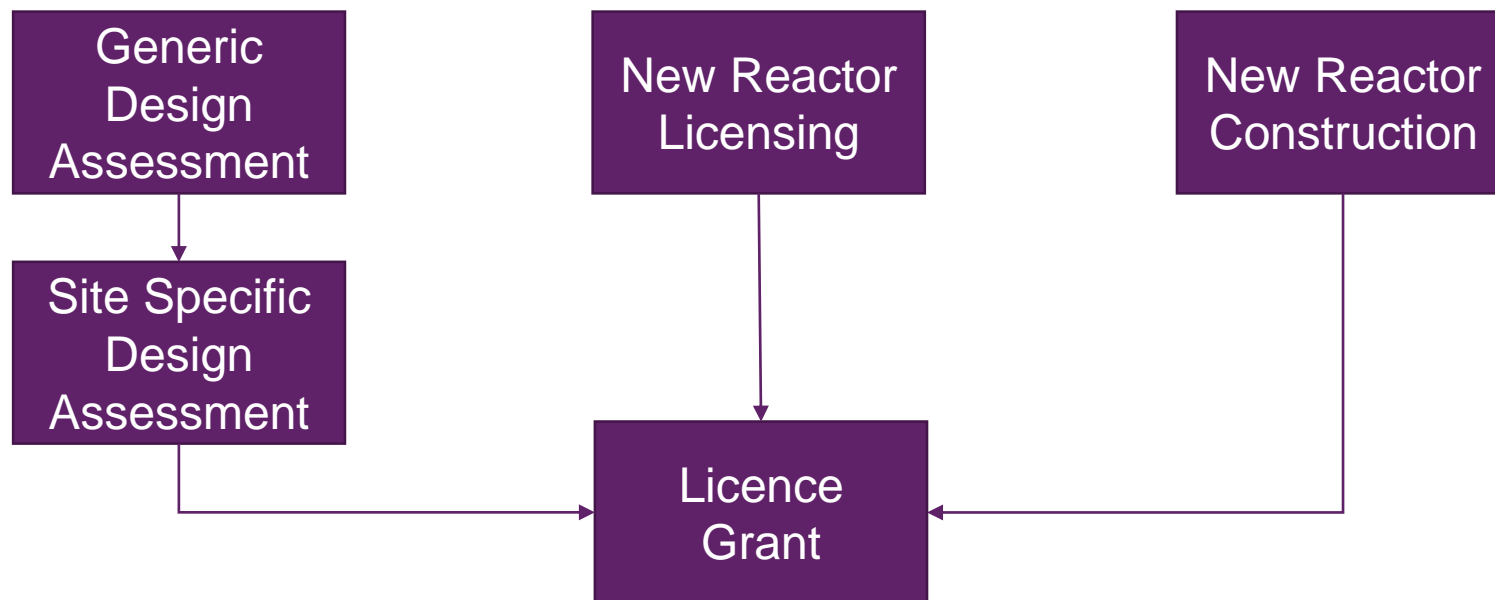 Generic
Design
Assessment
New Reactor
Licensing
New Reactor
Construction
Site Specific
Design
Assessment
Licence
Grant